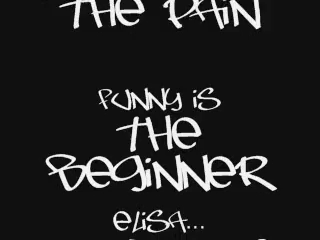 THE PAIN
FUNNY is
THE
BEGINNER
ELISA...